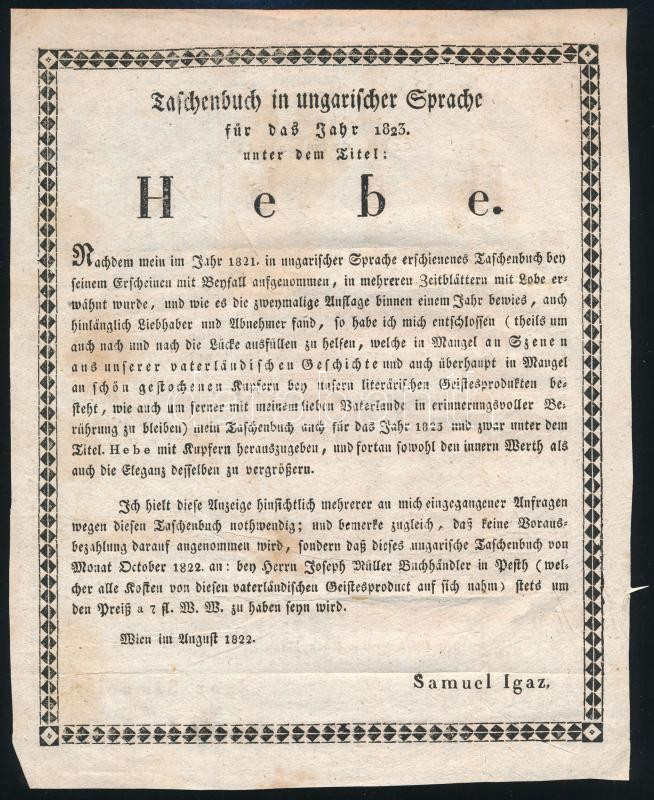 Taschenbuch in ungarischer Sprache
für das Jahr 1823.
unter dem Titel:
Hebe.
Nachdem mein im Jahr 1821. in ungarischer Sprache erschienenes Taschenbuch bey
seinem Erscheinen mit Beyfall aufgenommen, in mehreren Zeitblättern mit Lobe er-
wähnt wurde, und wie es die zweymalige Auflage binnen einem Jahr bewies, auch
hinlänglich Liebhaber und Abnehmer fand, so habe ich mich entschlossen (theils um
auch nach und nach die Lücke ausfüllen zu helfen, welche in Mangel an Szenen
aus unserer vaterländischen Geschichte und auch überhaupt in Mangel
an schön gestochenen Kupfern bey unsern literärischen Geistesprodukten be-
steht, wie auch um ferner mit meinem lieben Vaterlande in erinnerungsvoller Be-
rührung zu bleiben) mein Taschenbuch auch für das Jahr 1823 und zwar unter dem
Titel. Hebe mit Kupfern herauszugeben, und fortan sowohl den innern Werth als
auch die Eleganz desselben zu vergrößern.
Ich hielt diese Anzeige hinsichtlich mehrerer an mich eingegangener Anfragen
wegen diesen Taschenbuch nothwendig; und bemerke zugleich, daß keine Voraus-
bezahlung darauf angenommen wird, sondern daß dieses ungarische Taschenbuch von
Monat October 1822. an: bey Herrn Joseph Müller Buchhändler in Pesth (wel-
cher alle Kosten von diesen vaterländischen Geistesproduct auf sich nahm) stets um
den Preiß a 7 fl. W. W. zu haben seyn wird.
Wien im August 1822.
Samuel Igaz,